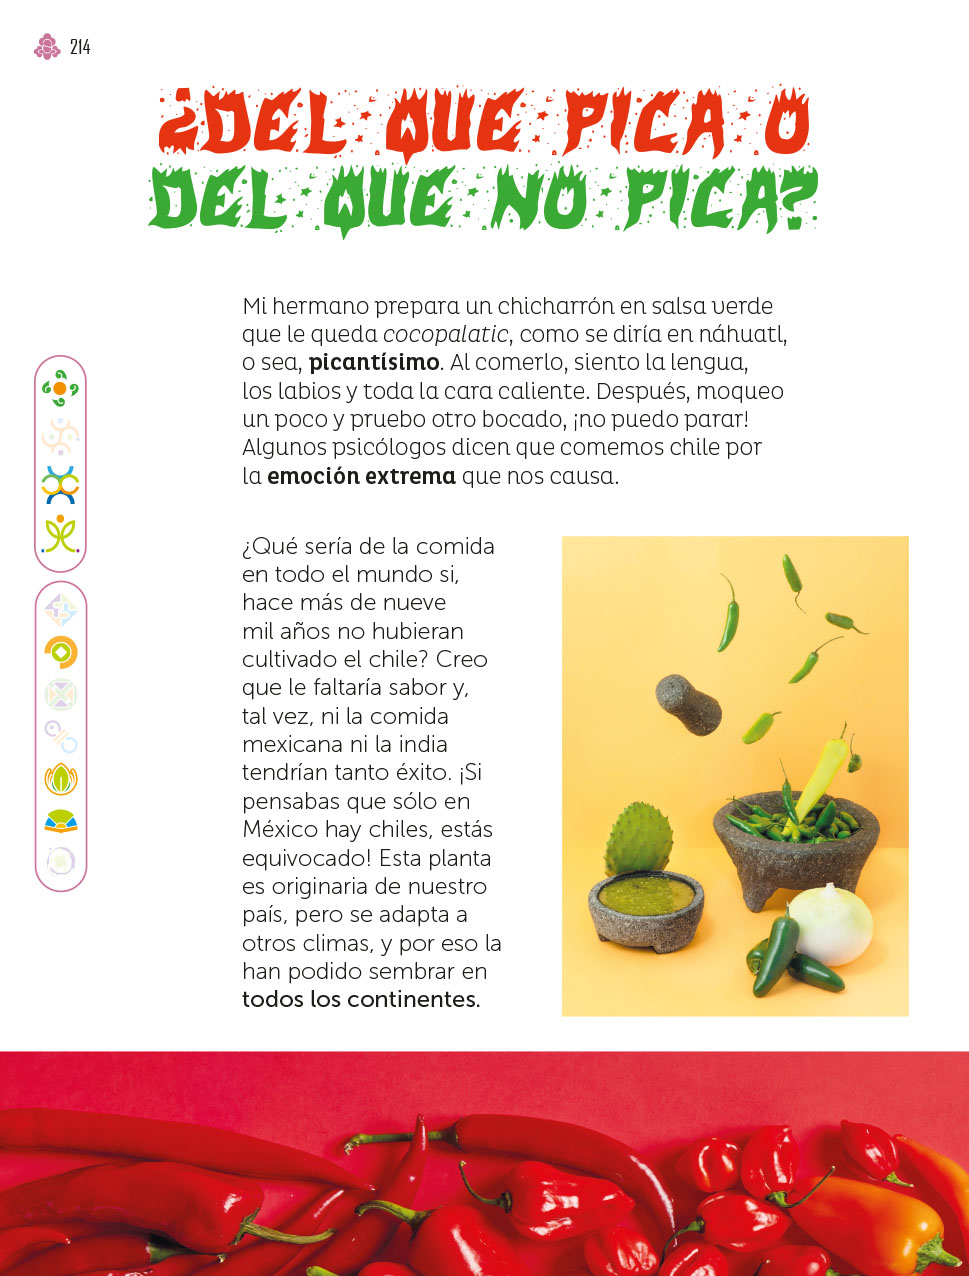 214
¿DEL QUE PICA O
DEL QUE NO PICA?
Mi hermano prepara un chicharrón en salsa verde
que le queda cocopalatic, como se diría en náhuatl,
o sea, picantísimo. Al comerlo, siento la lengua,
los labios y toda la cara caliente. Después, moqueo
un poco y pruebo otro bocado, ¡no puedo parar!
Algunos psicólogos dicen que comemos chile por
la emoción extrema que nos causa.
¿Qué sería de la comida
en todo el mundo si,
hace más de nueve
mil años no hubieran
cultivado el chile? Creo
que le faltaría sabor y,
tal vez, ni la comida
mexicana ni la india
tendrían tanto éxito. ¡Si
pensabas que sólo en
México hay chiles, estás
equivocado! Esta planta
es originaria de nuestro
país, pero se adapta a
otros climas, y por eso la
han podido sembrar en
todos los continentes.